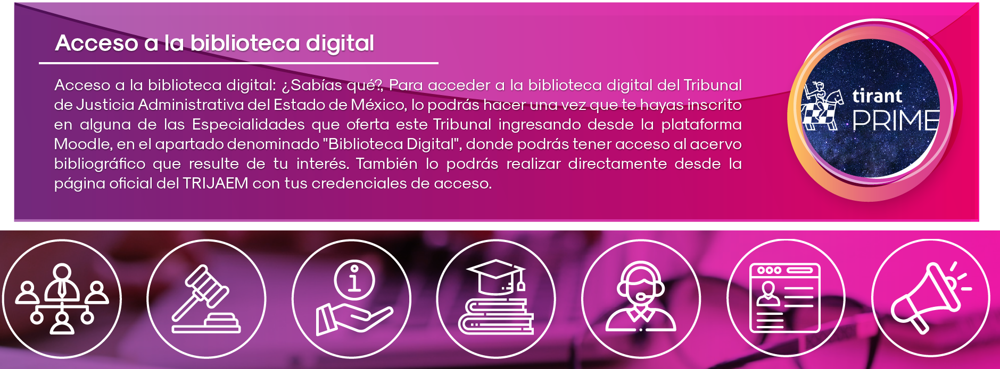 Acceso a la biblioteca digital
Acceso a la biblioteca digital: ¿Sabías qué?, Para acceder a la biblioteca digital del Tribunal
de Justicia Administrativa del Estado de México, lo podrás hacer una vez que te hayas inscrito
en alguna de las Especialidades que oferta este Tribunal ingresando desde la plataforma
Moodle, en el apartado denominado "Biblioteca Digital", donde podrás tener acceso al acervo
bibliográfico que resulte de tu interés. También lo podrás realizar directamente desde la
página oficial del TRIJAEM con tus credenciales de acceso.
tirant
PRIME